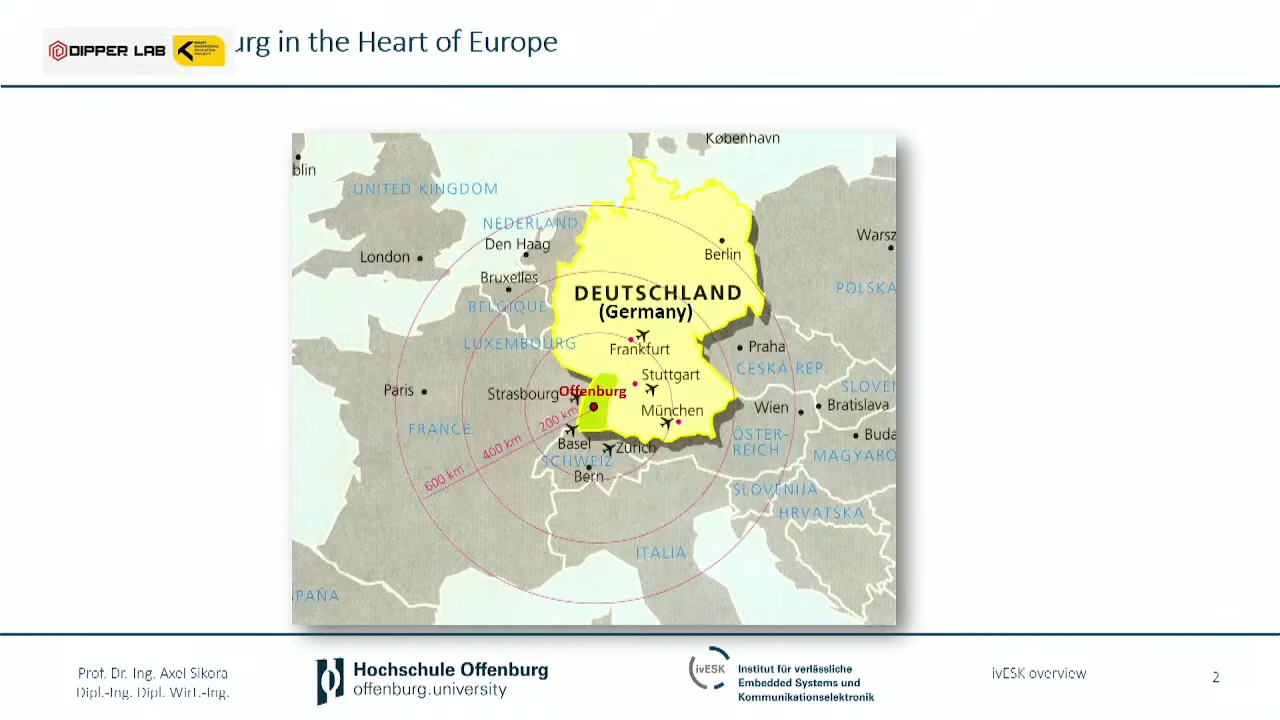 DIPPER LAB
urg in the Heart of Europe
København
blin
UNITED KINGDOM
NEDERLAND
Den Haag
Berlin
Warsz
London
Bruxelles
BELGIQUE
DEUTSCHLAND
(Germany)
POLSKA
LUXEMBOURG
Frankfurt
Praha
ČESKÁ REP.
Stuttgart
SLOVEN
Paris
Strasbourg
Offenburg
München
Wien
Bratislava
FRANCE
200 km
400 km
600 km
Basel
Zürich
ÖSTER-
REICH
Buda
MAGYARO
SCHWEIZ
Bern
SLOVENIJA
HRVATSKA
ITALIA
PAÑA
Prof. Dr. Ing. Axel Sikora
Dipl.-Ing. Dipl. Wirt.-Ing.
Hochschule Offenburg
offenburg.university
ivESK
Institut für verlässliche
Embedded Systems und
Kommunikationselektronik
ivESK overview
2